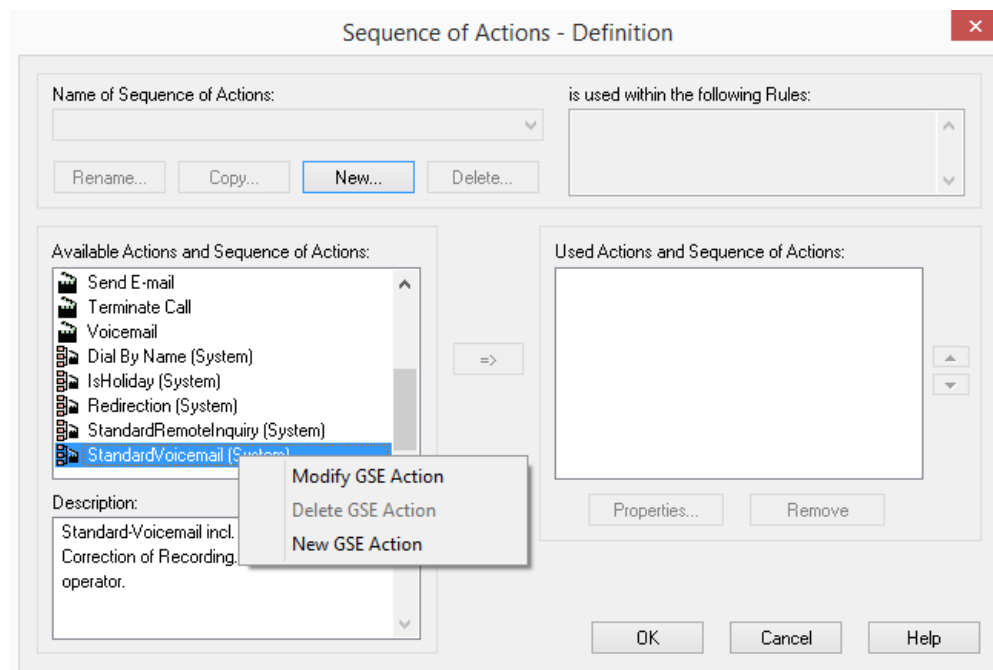 Sequence of Actions - Definition
Name of Sequence of Actions:
is used within the following Rules:
Rename...
Copy...
New...
Delete...
Available Actions and Sequence of Actions:
Send E-mail
Terminate Call
Voicemail
Dial By Name (System)
IsHoliday (System)
Redirection (System)
StandardRemoteInquiry (System)
StandardVoicemail (System)
=>
Used Actions and Sequence of Actions:
Modify GSE Action
Delete GSE Action
New GSE Action
Properties...
Remove
Description:
Standard-Voicemail incl.
Correction of Recording.
operator.
OK
Cancel
Help